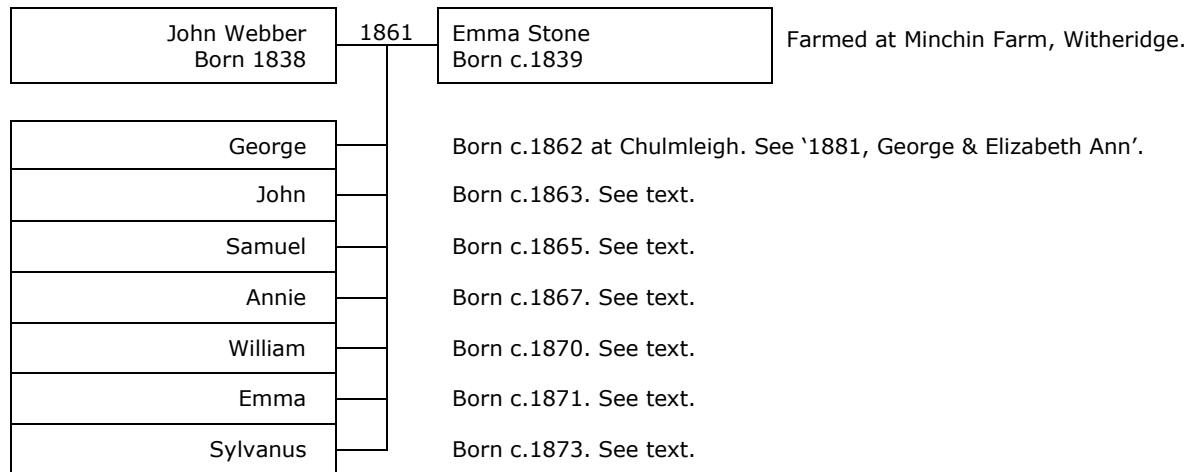 John Webber 1861 Emma Stone Farmed at Minchin Farm, Witheridge.
Born 1838 Born c.1839
George Born c.1862 at Chulmleigh. See ‘1881, George & Elizabeth Ann’.
John Born c.1863. See text.
Samuel Born c.1865. See text.
Annie Born c.1867. See text.
William Born c.1870. See text.
Emma Born c.1871. See text.
Sylvanus Born c.1873. See text.